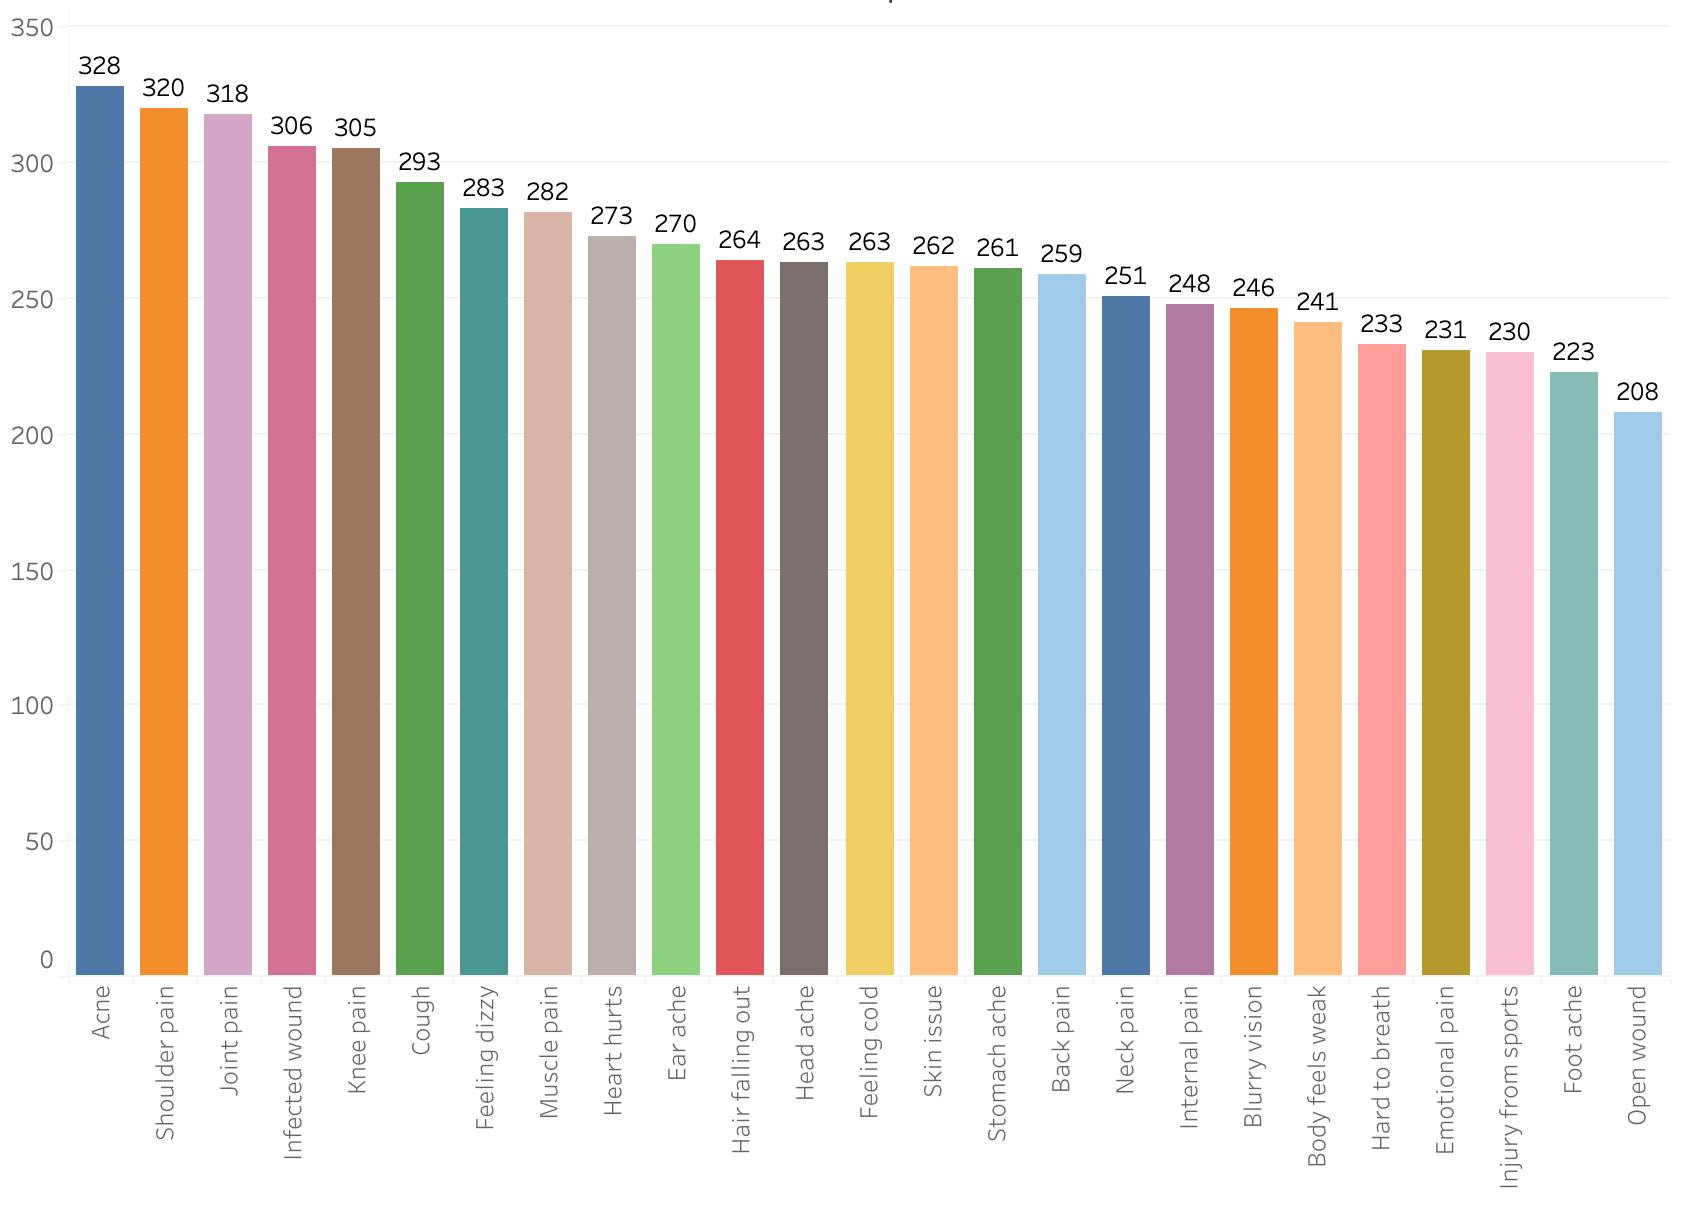 350
300
250
200
150
100
50
0
328
320
318
306
305
293
283
282
273
270
264
263
263
262
261
259
251
248
246
241
233
231
230
223
208
Acne
Shoulder pain
Joint pain
Infected wound
Knee pain
Cough
Feeling dizzy
Muscle pain
Heart hurts
Ear ache
Hair falling out
Head ache
Feeling cold
Skin issue
Stomach ache
Back pain
Neck pain
Internal pain
Blurry vision
Body feels weak
Hard to breath
Emotional pain
Injury from sports
Foot ache
Open wound